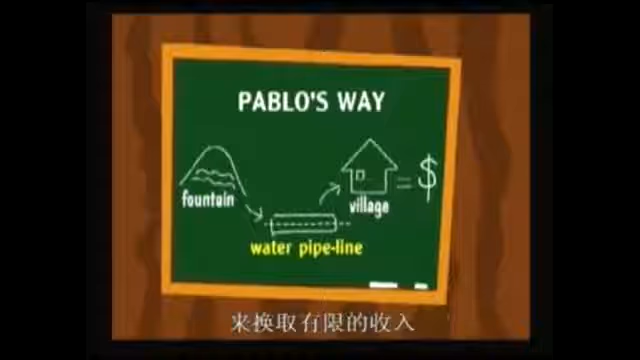 PABLO'S WAY
fountain
village
= $
water pipe-line
来换取有限的收入